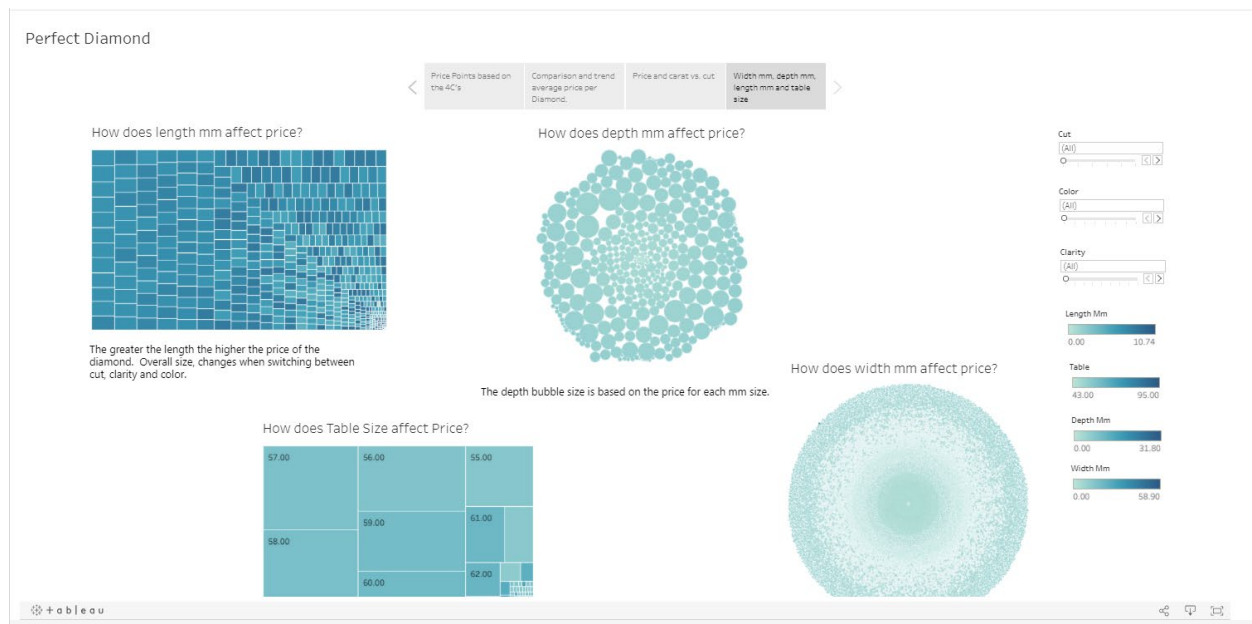 Perfect Diamond
Price Points based on
the 4C's
Comparison and trend
average price per
Diamond.
Price and carat vs. cut
Width mm, depth mm,
length mm and table
size
How does length mm affect price?
The greater the length the higher the price of the
diamond.  Overall size, changes when switching between
cut, clarity and color.
How does depth mm affect price?
The depth bubble size is based on the price for each mm size.
How does Table Size affect Price?
57.00
58.00
56.00
59.00
60.00
55.00
61.00
62.00
How does width mm affect price?
Cut
(All)
Color
(All)
Clarity
(All)
Length Mm
0.00 10.74
Table
43.00 95.00
Depth Mm
0.00 31.80
Width Mm
0.00 58.90
+ a b l e a u